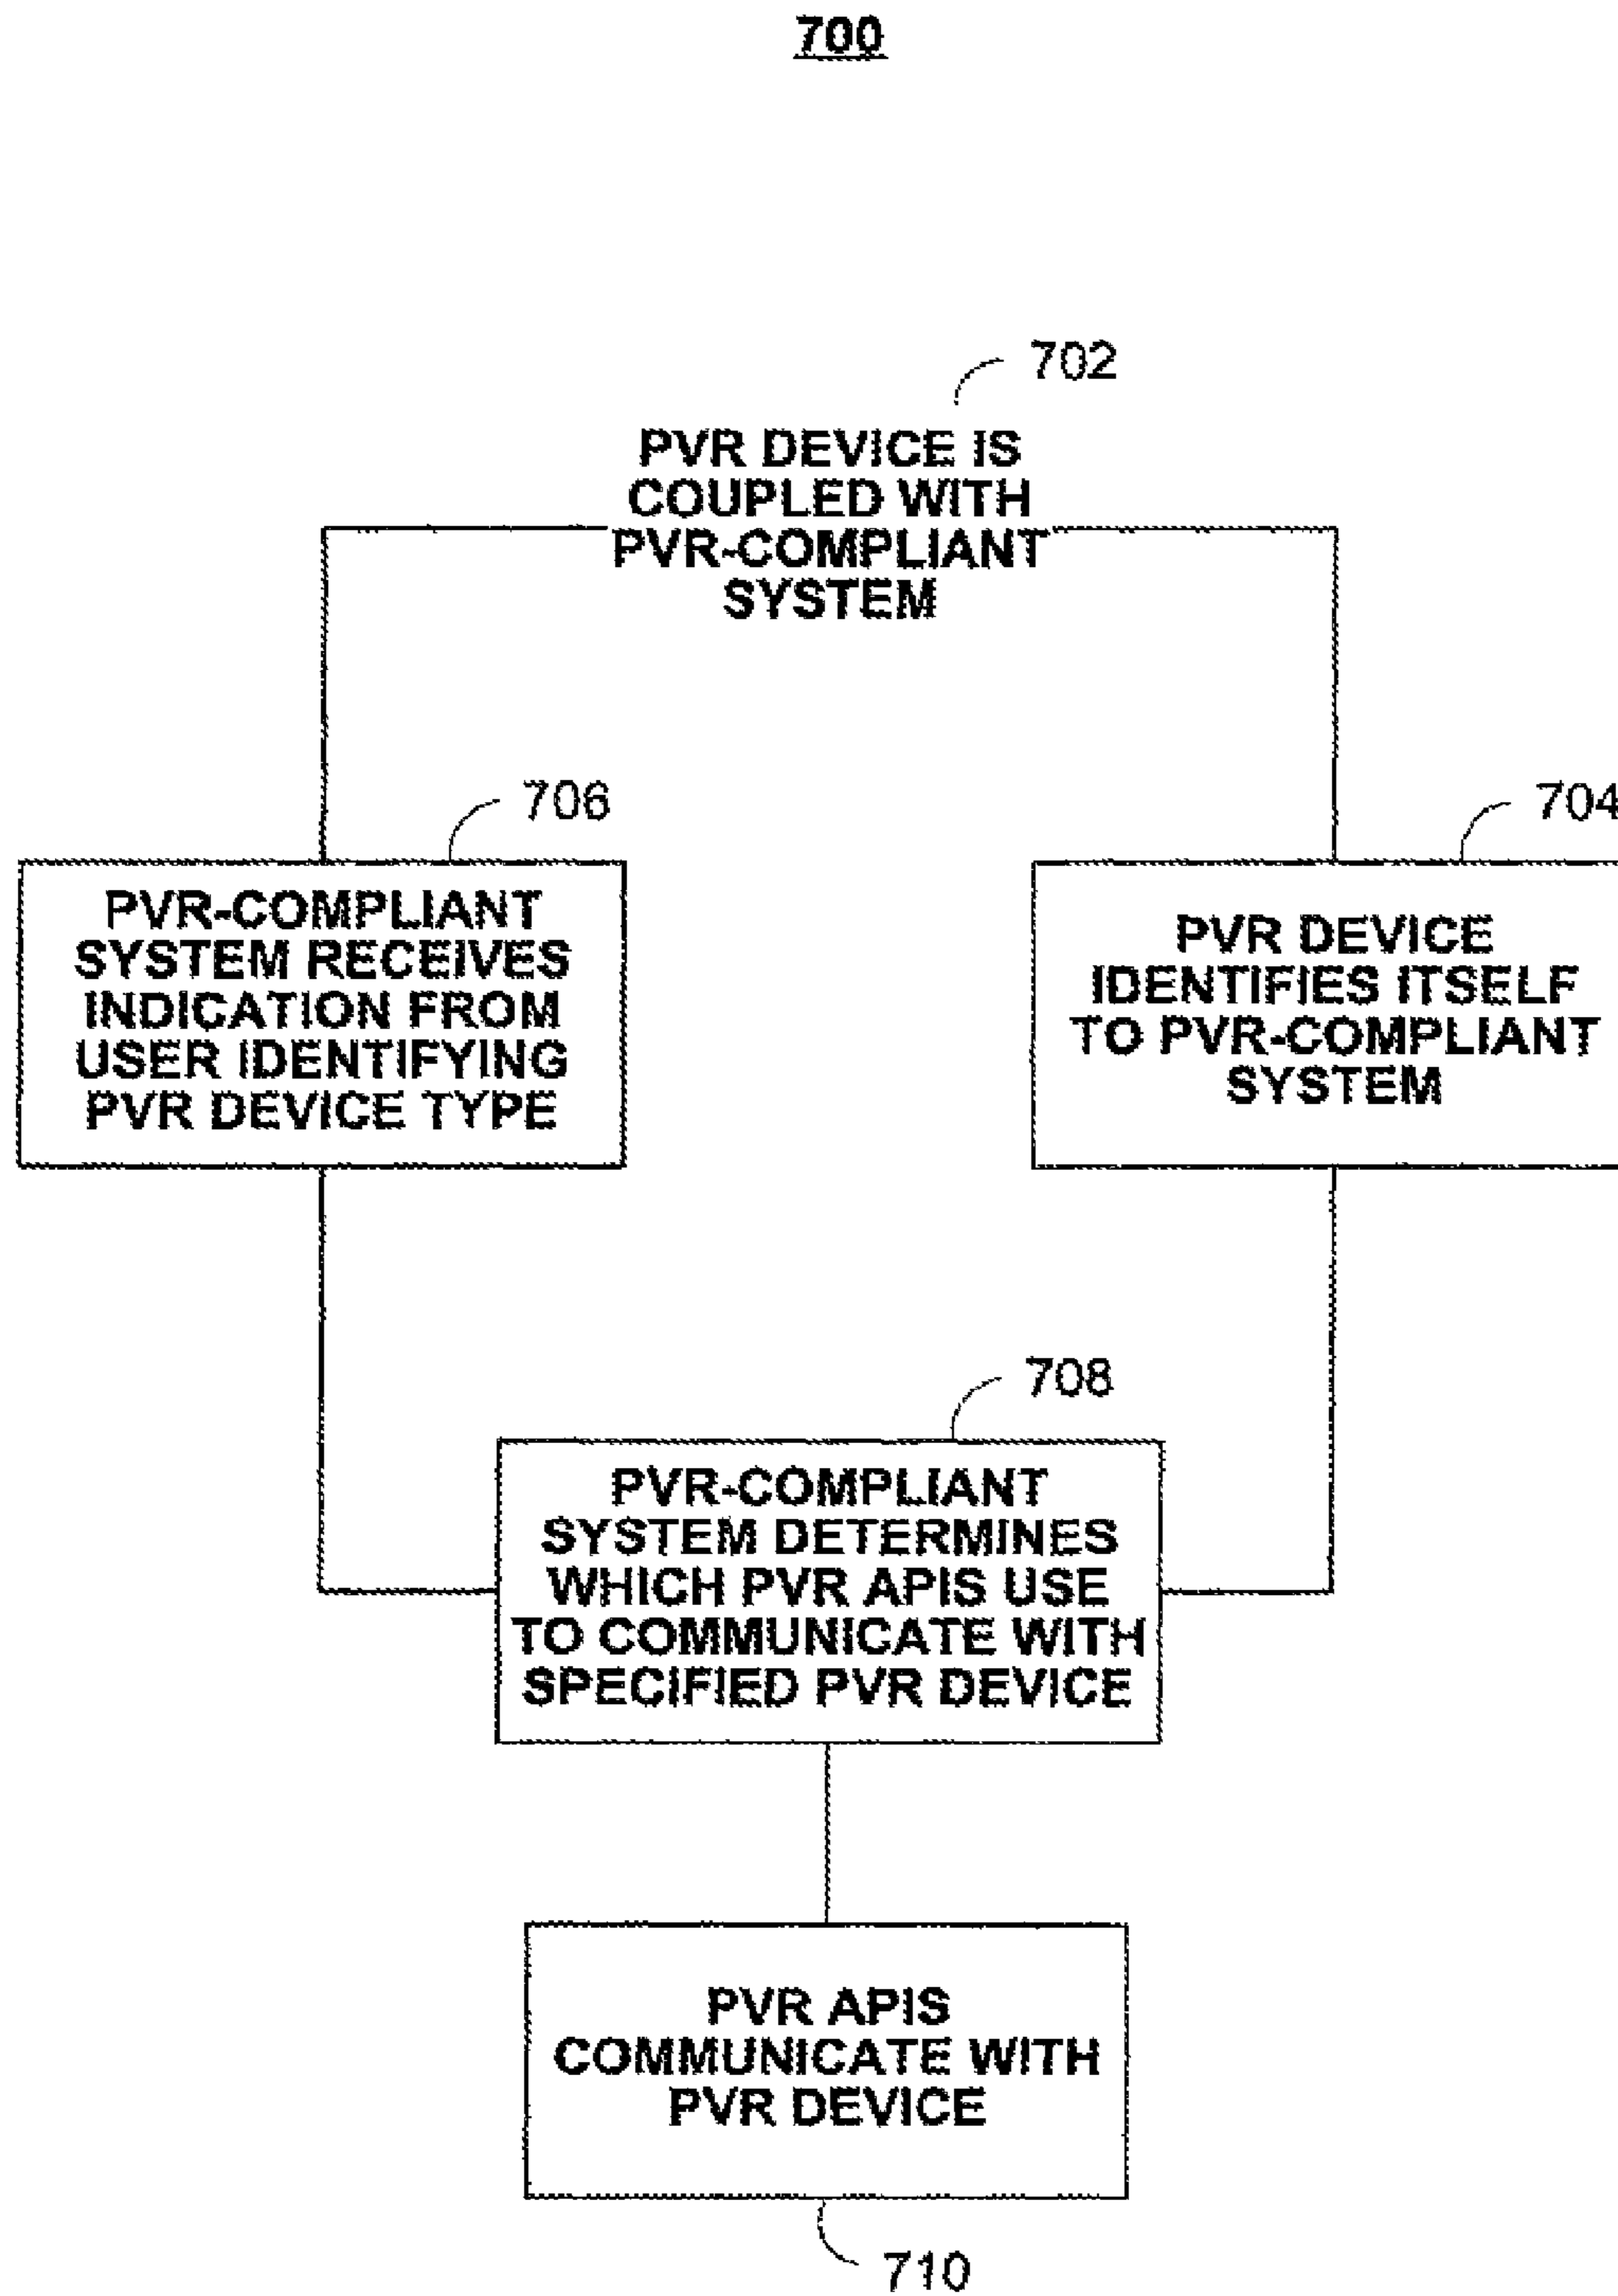 700
702
PVR DEVICE IS
COUPLED WITH
PVR-COMPLIANT
SYSTEM
706
PVR-COMPLIANT
SYSTEM RECEIVES
INDICATION FROM
USER IDENTIFYING
PVR DEVICE TYPE
704
PVR DEVICE
IDENTIFIES ITSELF
TO PVR-COMPLIANT
SYSTEM
708
PVR-COMPLIANT
SYSTEM DETERMINES
WHICH PVR APIS USE
TO COMMUNICATE WITH
SPECIFIED PVR DEVICE
PVR APIS
COMMUNICATE WITH
PVR DEVICE
710